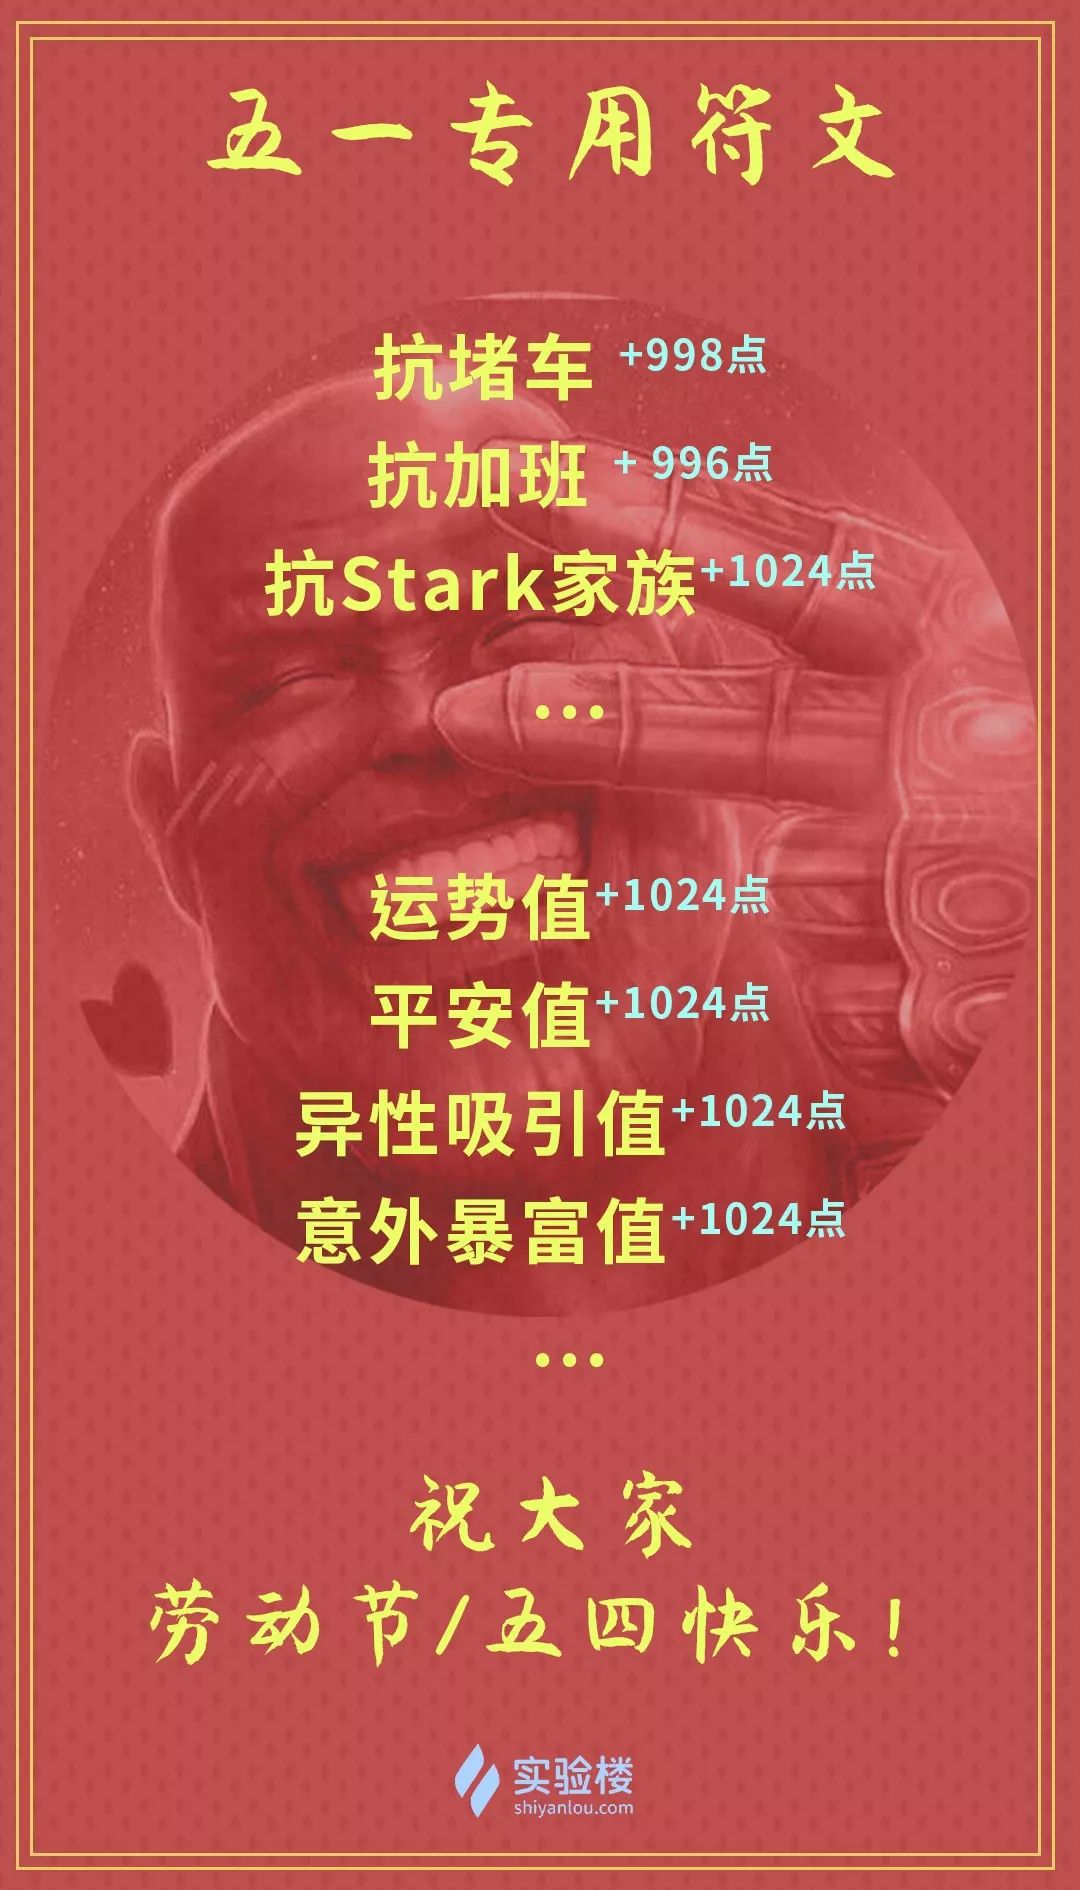 五一专用符文
抗堵车 +998点
抗加班 + 996点
抗Stark家族+1024点
...
运势值+1024点
平安值+1024点
异性吸引值+1024点
意外暴富值+1024点
...
祝大家
劳动节/五四快乐!
实验楼
shiyanlou.com